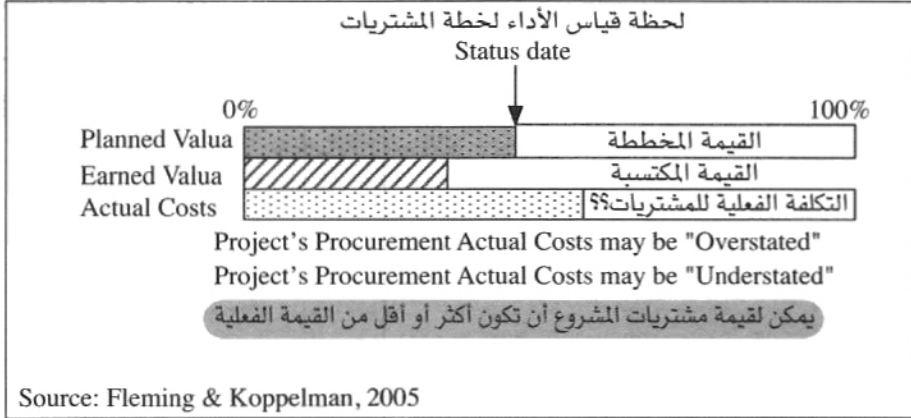 لحظة قياس الأداء لخطة المشتريات
Status date
0% 100%
Planned Valua القيمة المخططة
Earned Valua القيمة المكتسبة
Actual Costs التكلفة الفعلية للمشتريات؟؟
Project's Procurement Actual Costs may be "Overstated"
Project's Procurement Actual Costs may be "Understated"
يمكن لقيمة مشتريات المشروع أن تكون أكثر أو أقل من القيمة الفعلية
Source: Fleming & Koppelman, 2005